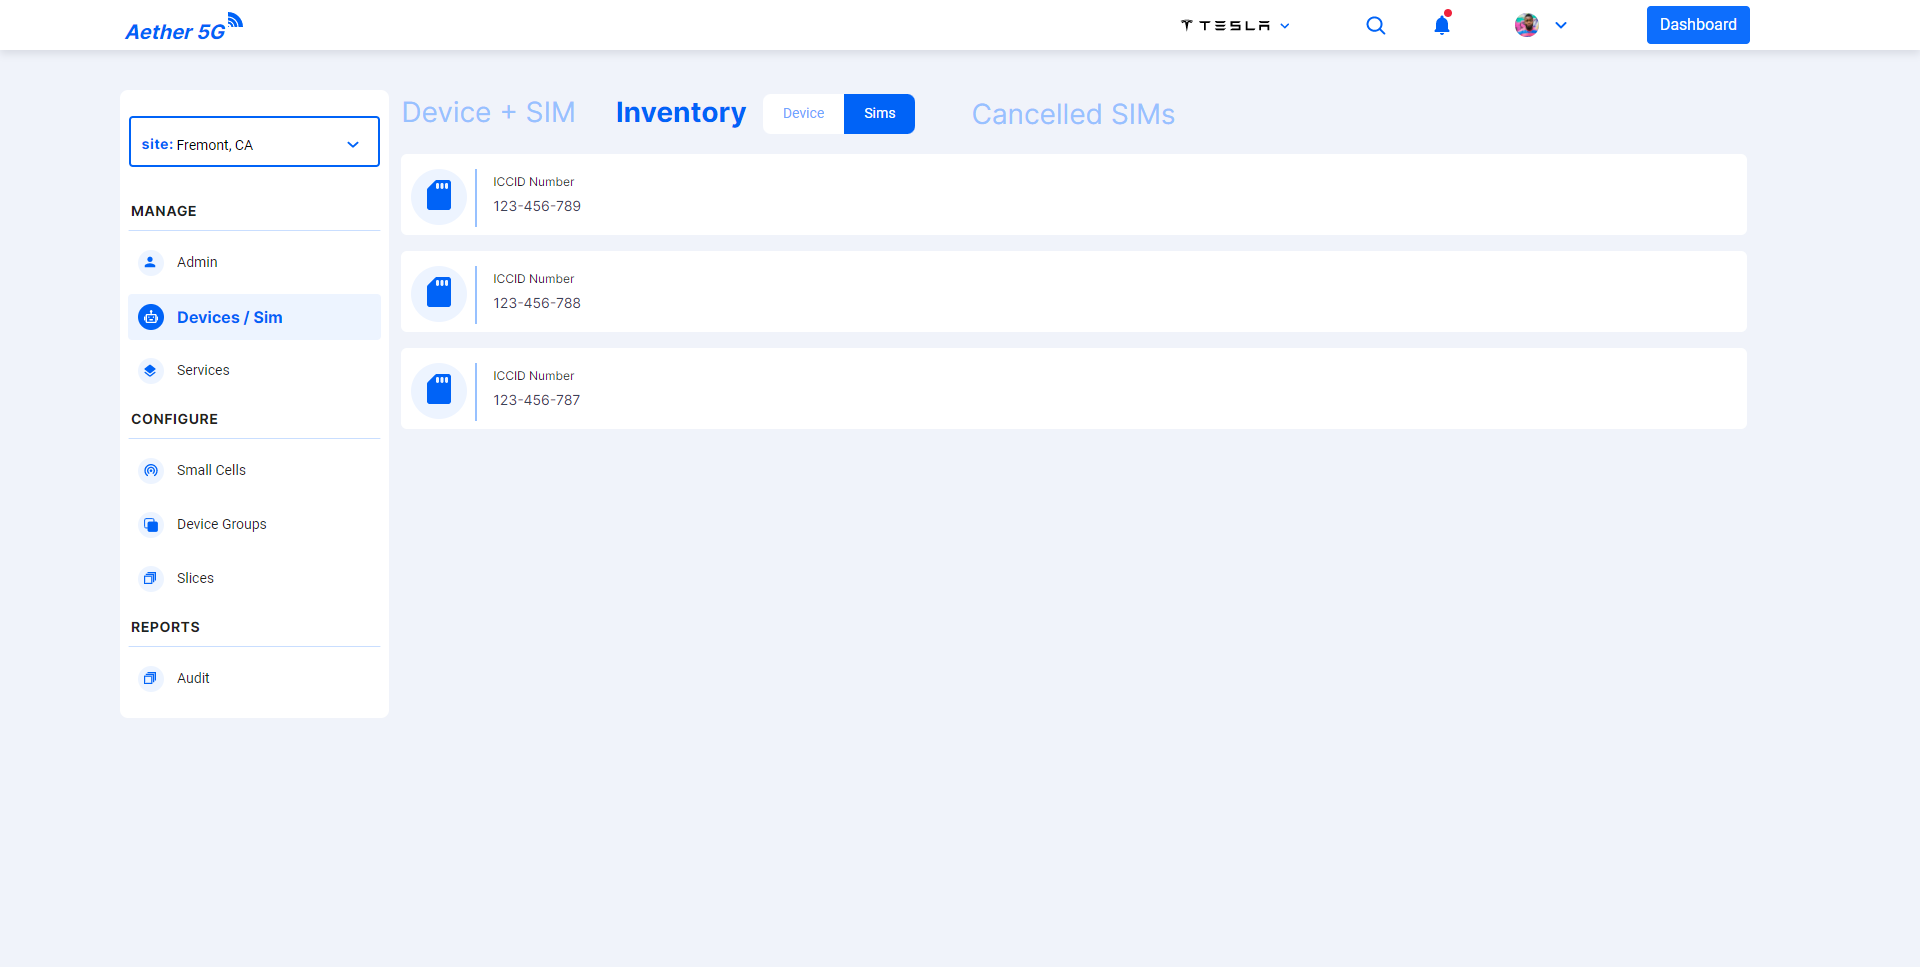 Aether 5G
TESLA
Dashboard
site: Fremont, CA
MANAGE
Admin
Devices / Sim
Services
CONFIGURE
Small Cells
Device Groups
Slices
REPORTS
Audit
Device + SIM
Inventory
Device
Sims
Cancelled SIMs
ICCID Number
123-456-789
ICCID Number
123-456-788
ICCID Number
123-456-787